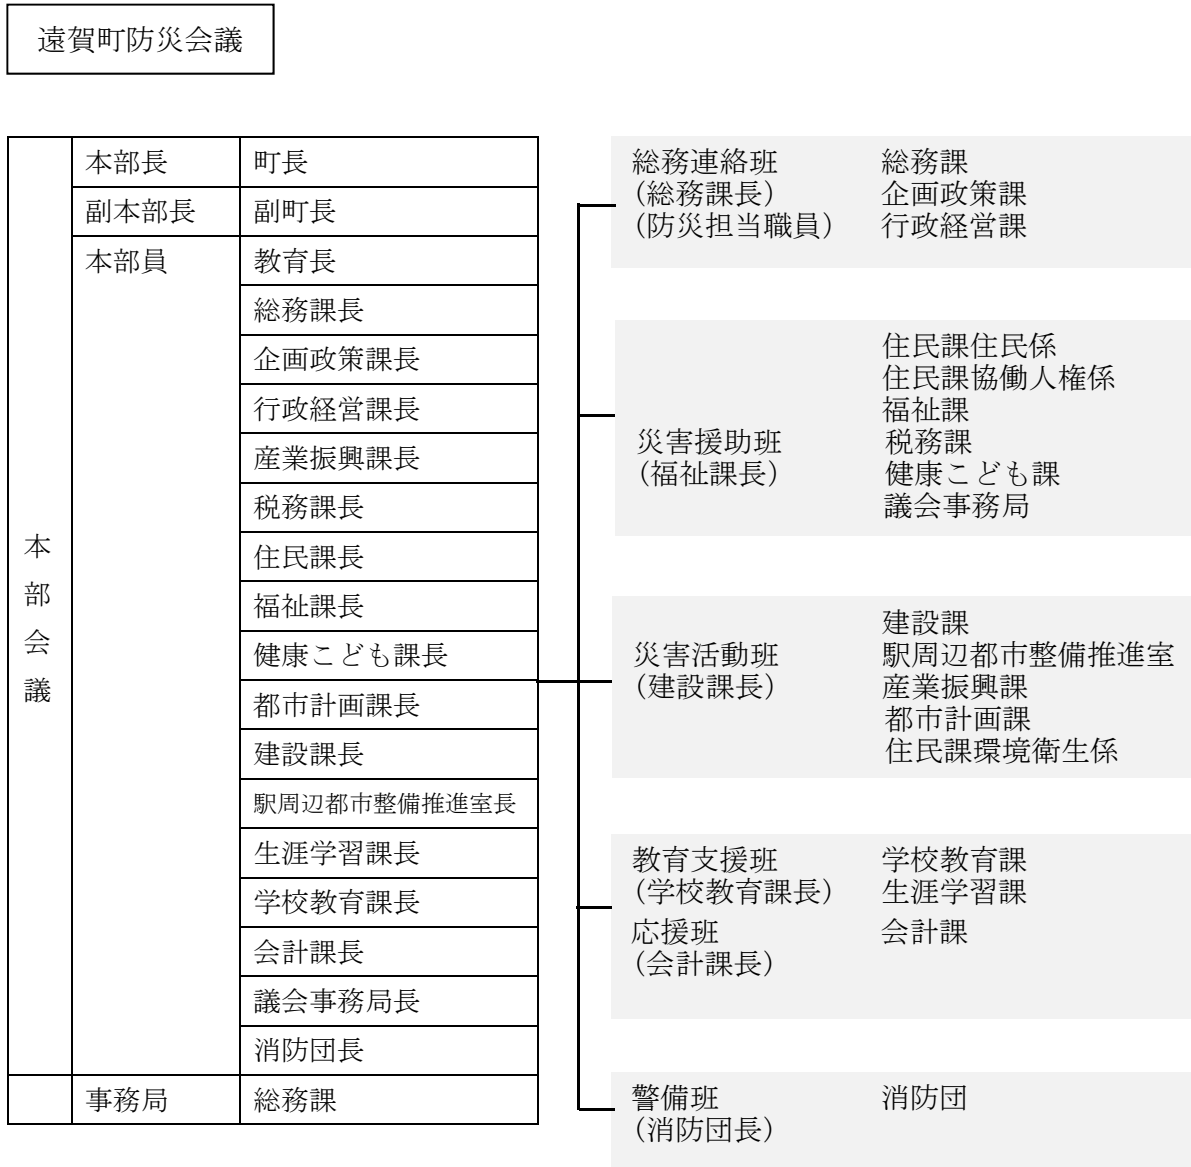 遠賀町防災会議
本部会議
本部長 町長
副本部長 副町長
本部員 教育長
総務課長
企画政策課長
行政経営課長
産業振興課長
税務課長
住民課長
福祉課長
健康こども課長
都市計画課長
建設課長
駅周辺都市整備推進室長
生涯学習課長
学校教育課長
会計課長
議会事務局長
消防団長
事務局 総務課
総務連絡班 総務課
(総務課長) 企画政策課
(防災担当職員) 行政経営課
住民課住民係
住民課協働人権係
福祉課
災害援助班 税務課
(福祉課長) 健康こども課
議会事務局
建設課
災害活動班 駅周辺都市整備推進室
(建設課長) 産業振興課
都市計画課
住民課環境衛生係
教育支援班 学校教育課
(学校教育課長) 生涯学習課
応援班 会計課
(会計課長)
警備班 消防団
(消防団長)